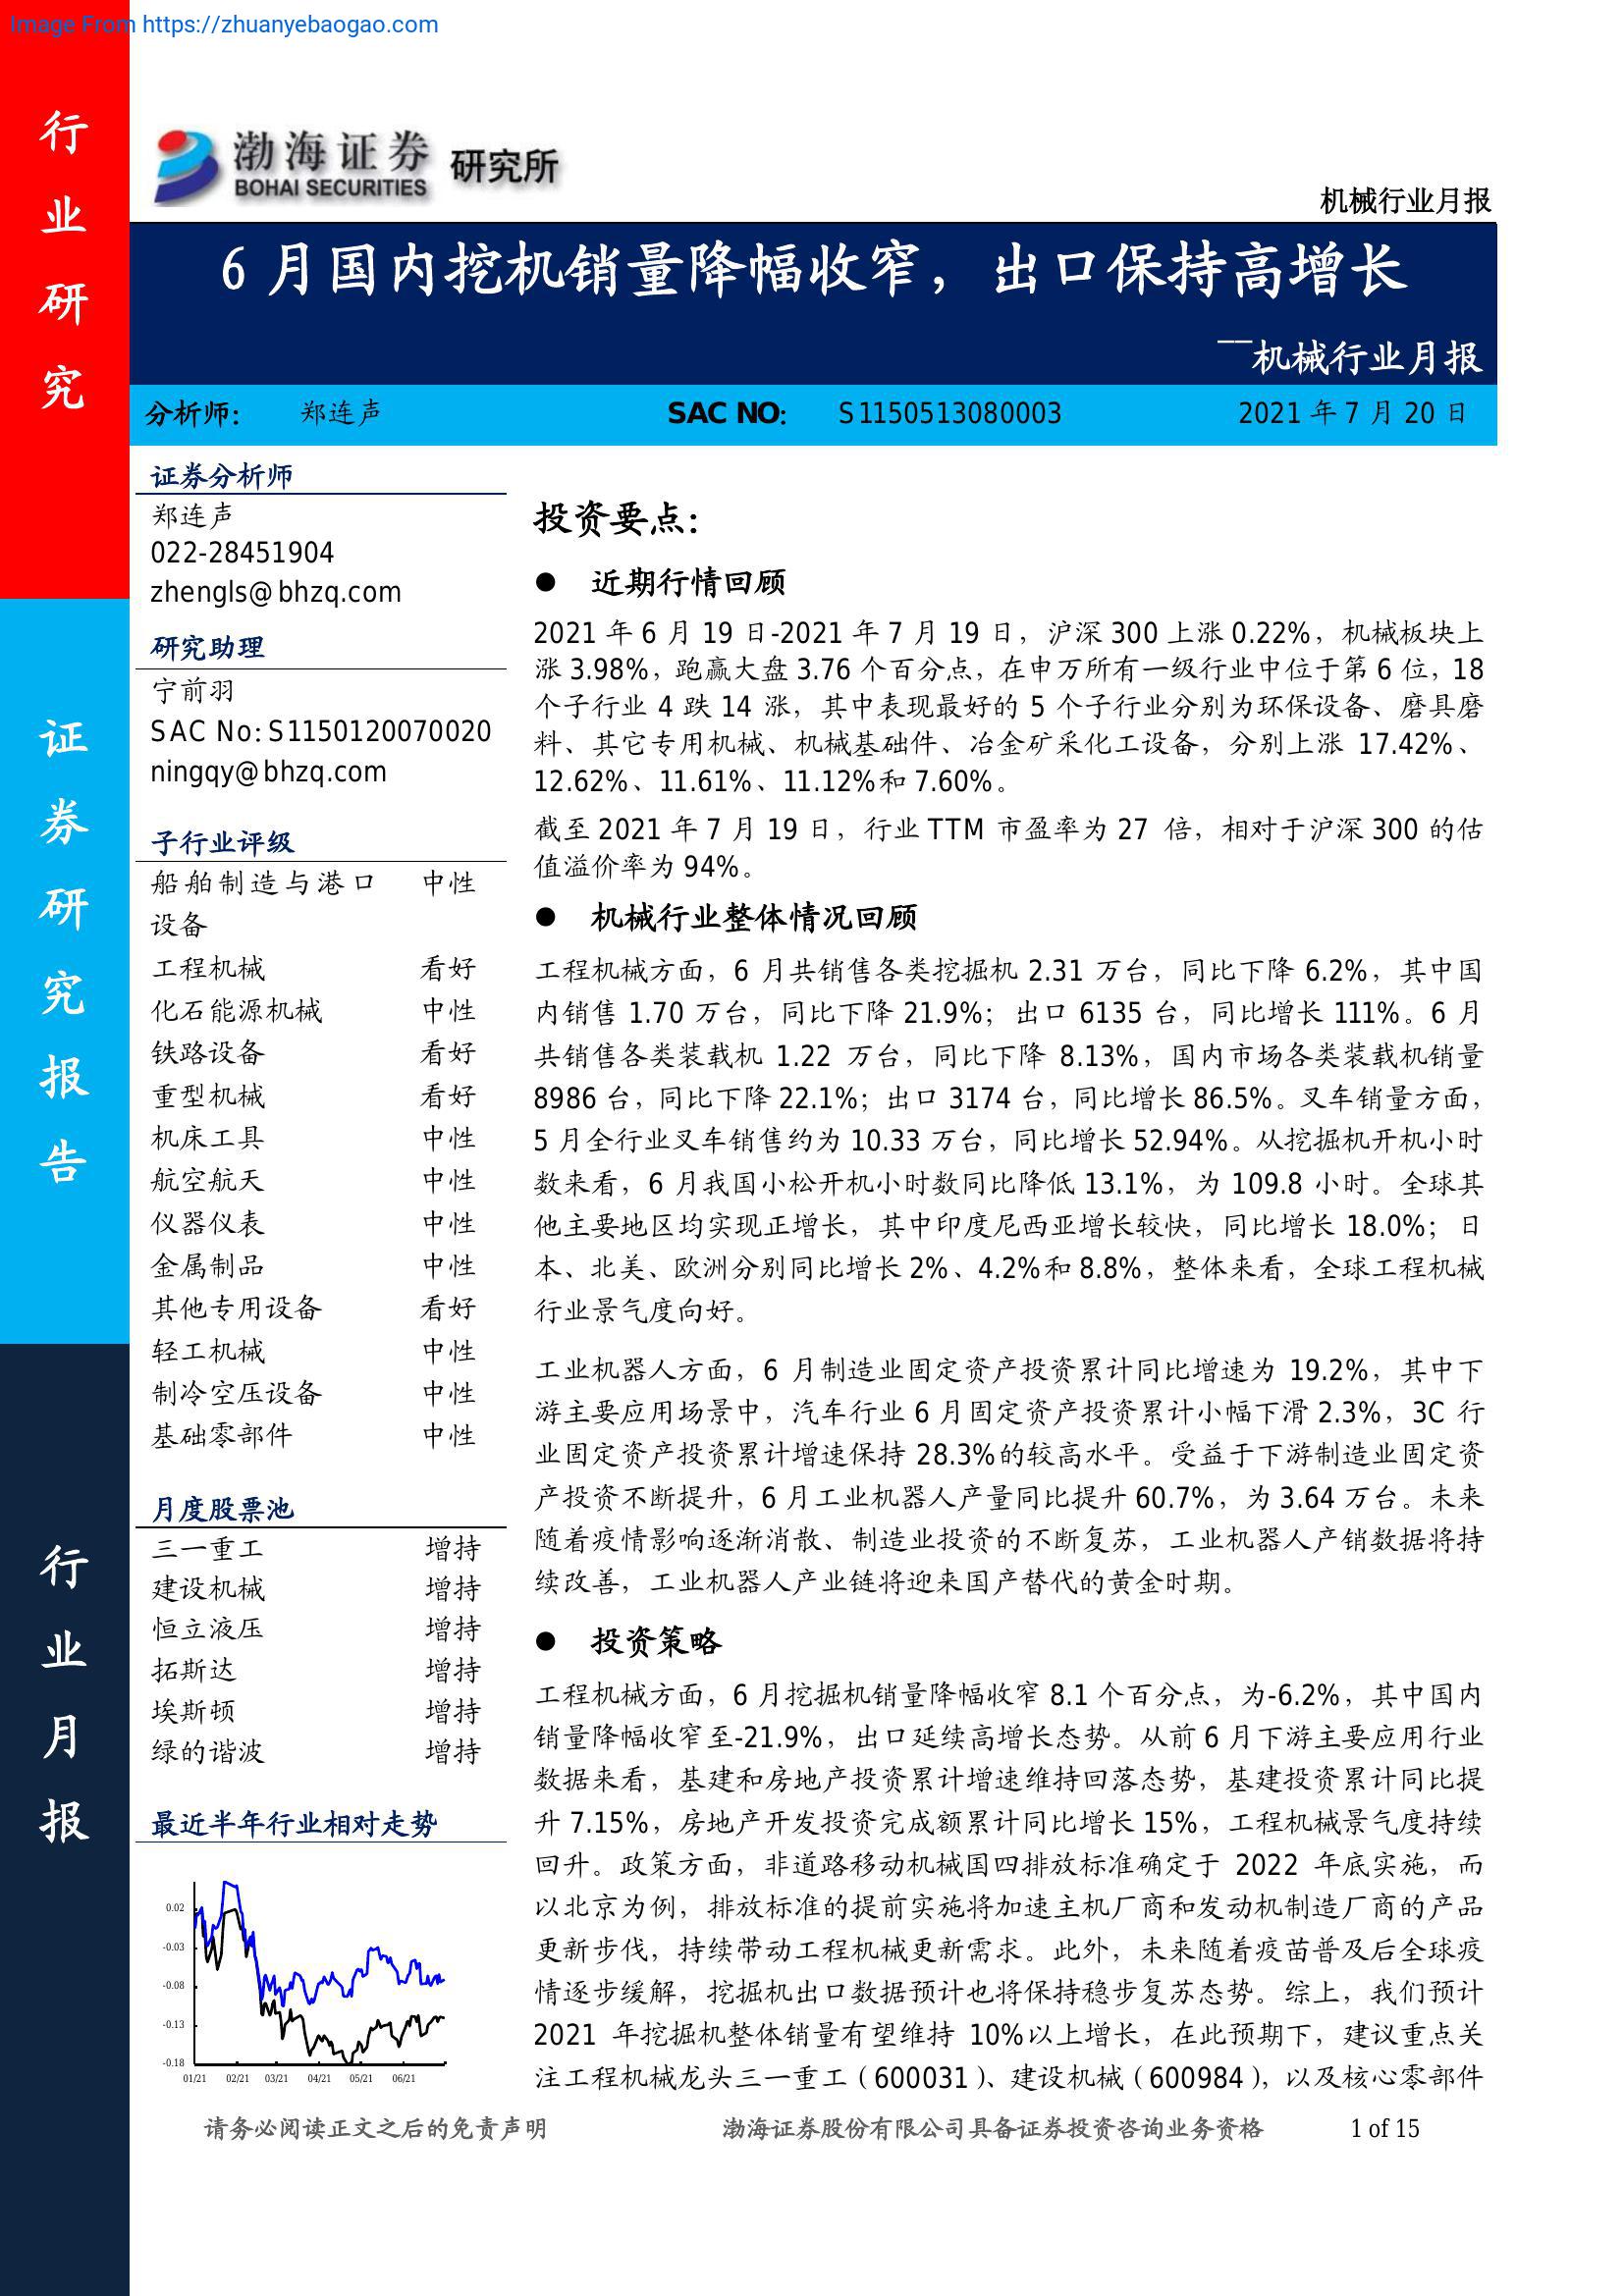 Image From https://zhuanyebaogao.com
行
业
研
究
证
券
研
究
报
告
行
业
月
报
渤海证券 研究所
BOHAI SECURITIES
机械行业月报
6 月国内挖机销量降幅收窄，出口保持高增长
――机械行业月报
分析师： 郑连声 SAC NO： S1150513080003 2021 年 7 月 20 日
证券分析师
郑连声
022-28451904
zhengls@bhzq.com
研究助理
宁前羽
SAC No:S1150120070020
ningqy@bhzq.com
子行业评级
船舶制造与港口 中性
设备
工程机械 看好
化石能源机械 中性
铁路设备 看好
重型机械 看好
机床工具 中性
航空航天 中性
仪器仪表 中性
金属制品 中性
其他专用设备 看好
轻工机械 中性
制冷空压设备 中性
基础零部件 中性
月度股票池
三一重工 增持
建设机械 增持
恒立液压 增持
拓斯达 增持
埃斯顿 增持
绿的谐波 增持
最近半年行业相对走势
0.02
-0.03
-0.08
-0.13
-0.18
01/21 02/21 03/21 04/21 05/21 06/21
投资要点：
● 近期行情回顾
2021 年 6 月 19 日-2021 年 7 月 19 日，沪深 300 上涨 0.22%，机械板块上
涨 3.98%，跑赢大盘 3.76 个百分点，在申万所有一级行业中位于第 6 位，18
个子行业 4 跌 14 涨，其中表现最好的 5 个子行业分别为环保设备、磨具磨
料、其它专用机械、机械基础件、冶金矿采化工设备，分别上涨 17.42%、
12.62%、11.61%、11.12%和 7.60%。
截至 2021 年 7 月 19 日，行业 TTM 市盈率为 27 倍，相对于沪深 300 的估
值溢价率为 94%。
● 机械行业整体情况回顾
工程机械方面，6 月共销售各类挖掘机 2.31 万台，同比下降 6.2%，其中国
内销售 1.70 万台，同比下降 21.9%；出口 6135 台，同比增长 111%。6 月
共销售各类装载机 1.22 万台，同比下降 8.13%，国内市场各类装载机销量
8986 台，同比下降 22.1%；出口 3174 台，同比增长 86.5%。叉车销量方面，
5 月全行业叉车销售约为 10.33 万台，同比增长 52.94%。从挖掘机开机小时
数来看，6 月我国小松开机小时数同比降低 13.1%，为 109.8 小时。全球其
他主要地区均实现正增长，其中印度尼西亚增长较快，同比增长 18.0%；日
本、北美、欧洲分别同比增长 2%、4.2%和 8.8%，整体来看，全球工程机械
行业景气度向好。
工业机器人方面，6 月制造业固定资产投资累计同比增速为 19.2%，其中下
游主要应用场景中，汽车行业 6 月固定资产投资累计小幅下滑 2.3%，3C 行
业固定资产投资累计增速保持 28.3%的较高水平。受益于下游制造业固定资
产投资不断提升，6 月工业机器人产量同比提升 60.7%，为 3.64 万台。未来
随着疫情影响逐渐消散、制造业投资的不断复苏，工业机器人产销数据将持
续改善，工业机器人产业链将迎来国产替代的黄金时期。
● 投资策略
工程机械方面，6 月挖掘机销量降幅收窄 8.1 个百分点，为-6.2%，其中国内
销量降幅收窄至-21.9%，出口延续高增长态势。从前 6 月下游主要应用行业
数据来看，基建和房地产投资累计增速维持回落态势，基建投资累计同比提
升 7.15%，房地产开发投资完成额累计同比增长 15%，工程机械景气度持续
回升。政策方面，非道路移动机械国四排放标准确定于 2022 年底实施，而
以北京为例，排放标准的提前实施将加速主机厂商和发动机制造厂商的产品
更新步伐，持续带动工程机械更新需求。此外，未来随着疫苗普及后全球疫
情逐步缓解，挖掘机出口数据预计也将保持稳步复苏态势。综上，我们预计
2021 年挖掘机整体销量有望维持 10%以上增长，在此预期下，建议重点关
注工程机械龙头三一重工（600031）、建设机械（600984），以及核心零部件
请务必阅读正文之后的免责声明 渤海证券股份有限公司具备证券投资咨询业务资格 1 of 15